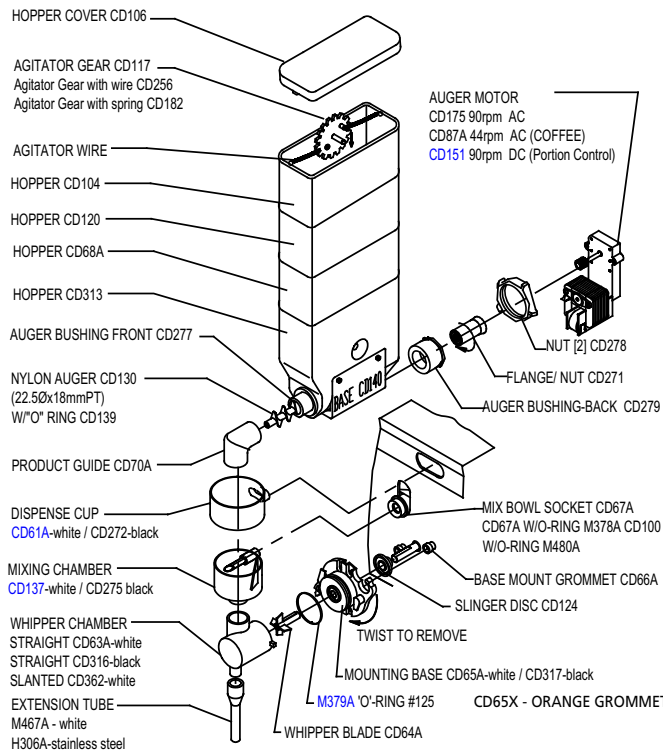 HOPPER COVER CD106
AGITATOR GEAR CD117
Agitator Gear with wire CD256
Agitator Gear with spring CD182
AGITATOR WIRE
HOPPER CD104
HOPPER CD120
HOPPER CD68A
HOPPER CD313
AUGER BUSHING FRONT CD277
NYLON AUGER CD130
(22.5Øx18mmPT)
W/"O" RING CD139
PRODUCT GUIDE CD70A
DISPENSE CUP
CD61A-white / CD272-black
MIXING CHAMBER
CD137-white / CD275 black
WHIPPER CHAMBER
STRAIGHT CD63A-white
STRAIGHT CD316-black
SLANTED CD362-white
EXTENSION TUBE
M467A - white
H306A-stainless steel
BASE CD140
AUGER MOTOR
CD175 90rpm AC
CD87A 44rpm AC (COFFEE)
CD151 90rpm DC (Portion Control)
NUT [2] CD278
FLANGE/ NUT CD271
AUGER BUSHING-BACK CD279
MIX BOWL SOCKET CD67A
CD67A W/O-RING M378A CD100
W/O-RING M480A
BASE MOUNT GROMMET CD66A
SLINGER DISC CD124
TWIST TO REMOVE
MOUNTING BASE CD65A-white / CD317-black
M379A 'O'-RING #125
CD65X - ORANGE GROMMET
WHIPPER BLADE CD64A